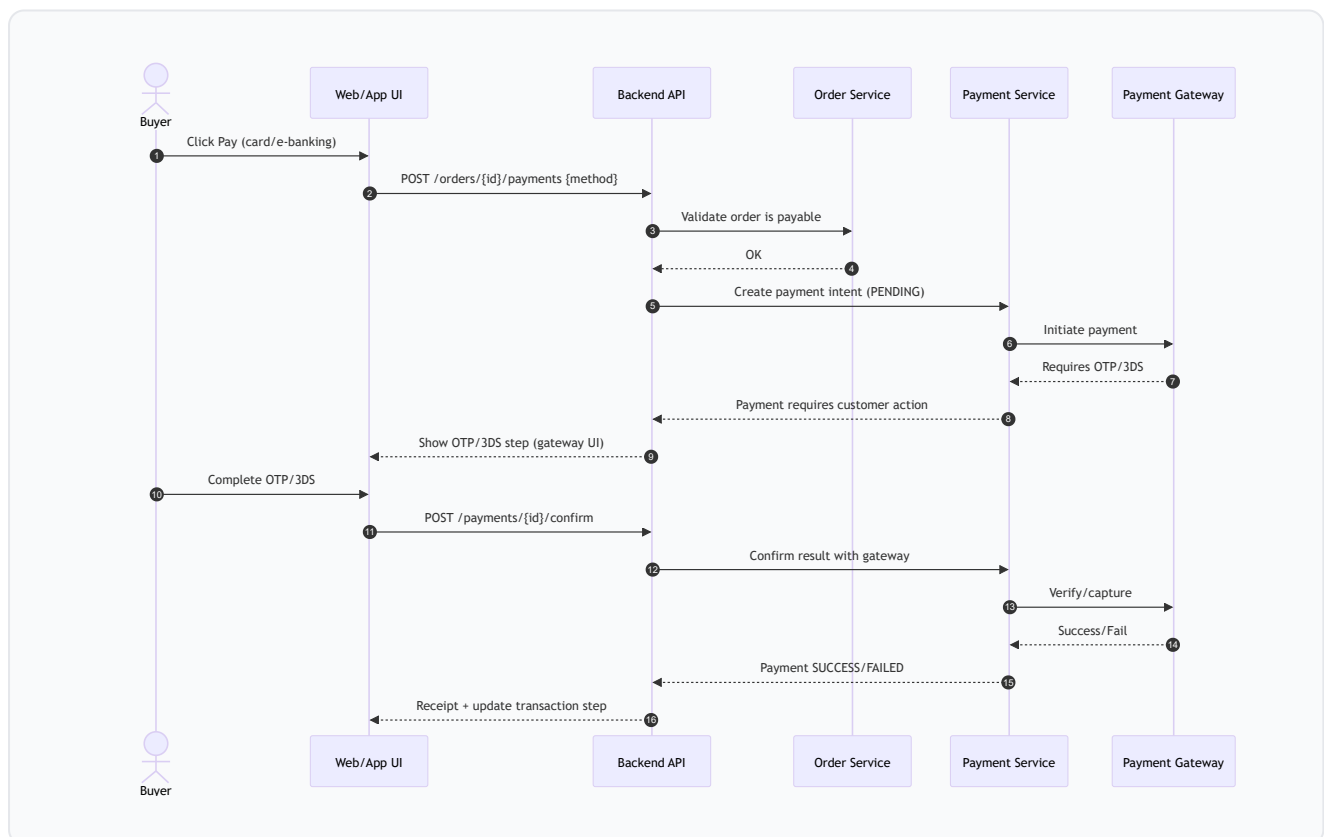 Buyer
Web/App UI
Backend API
Order Service
Payment Service
Payment Gateway
Click Pay (card/e-banking)
1
POST /orders/{id}/payments {method}
2
Validate order is payable
3
OK
4
Create payment intent (PENDING)
5
Initiate payment
6
Requires OTP/3DS
7
Payment requires customer action
8
Show OTP/3DS step (gateway UI)
9
Complete OTP/3DS
10
POST /payments/{id}/confirm
11
Confirm result with gateway
12
Verify/capture
13
Success/Fail
14
Payment SUCCESS/FAILED
15
Receipt + update transaction step
16
Buyer
Web/App UI
Backend API
Order Service
Payment Service
Payment Gateway